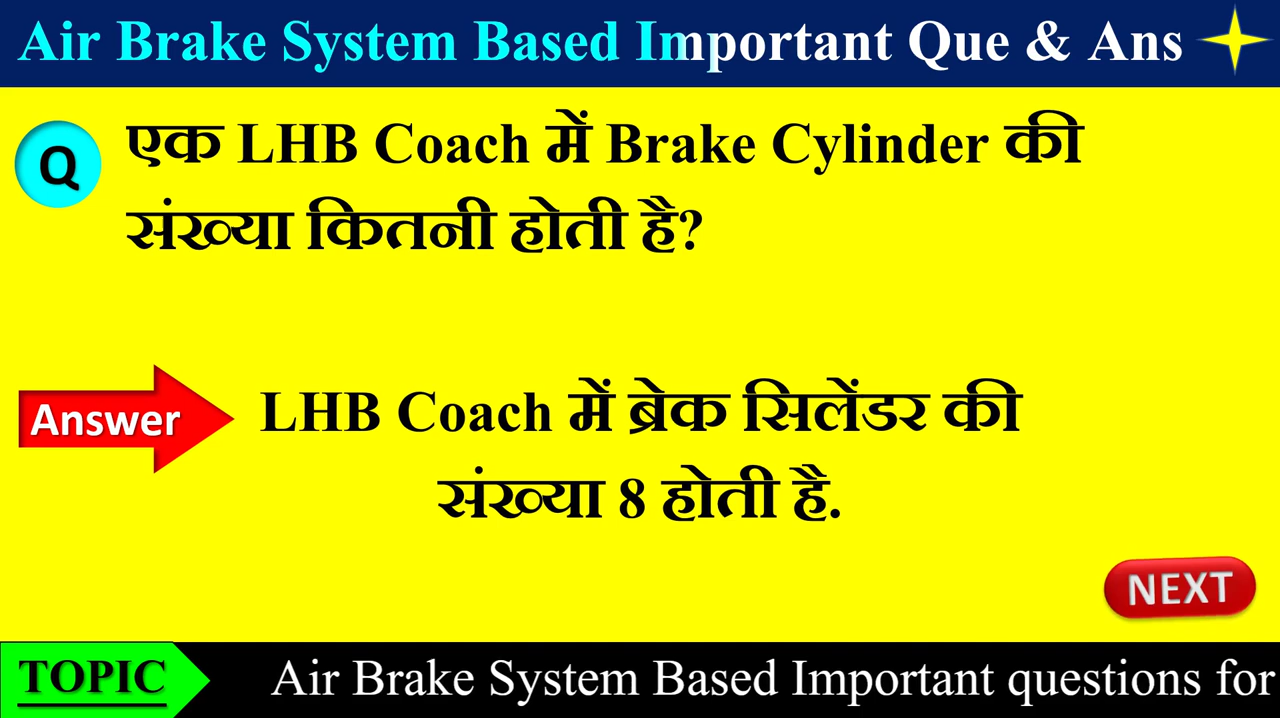 Air Brake System Based Important Que & Ans
Q
एक LHB Coach में Brake Cylinder की
संख्या कितनी होती है?
Answer
LHB Coach में ब्रेक सिलेंडर की
संख्या 8 होती है.
NEXT
TOPIC
Air Brake System Based Important questions for